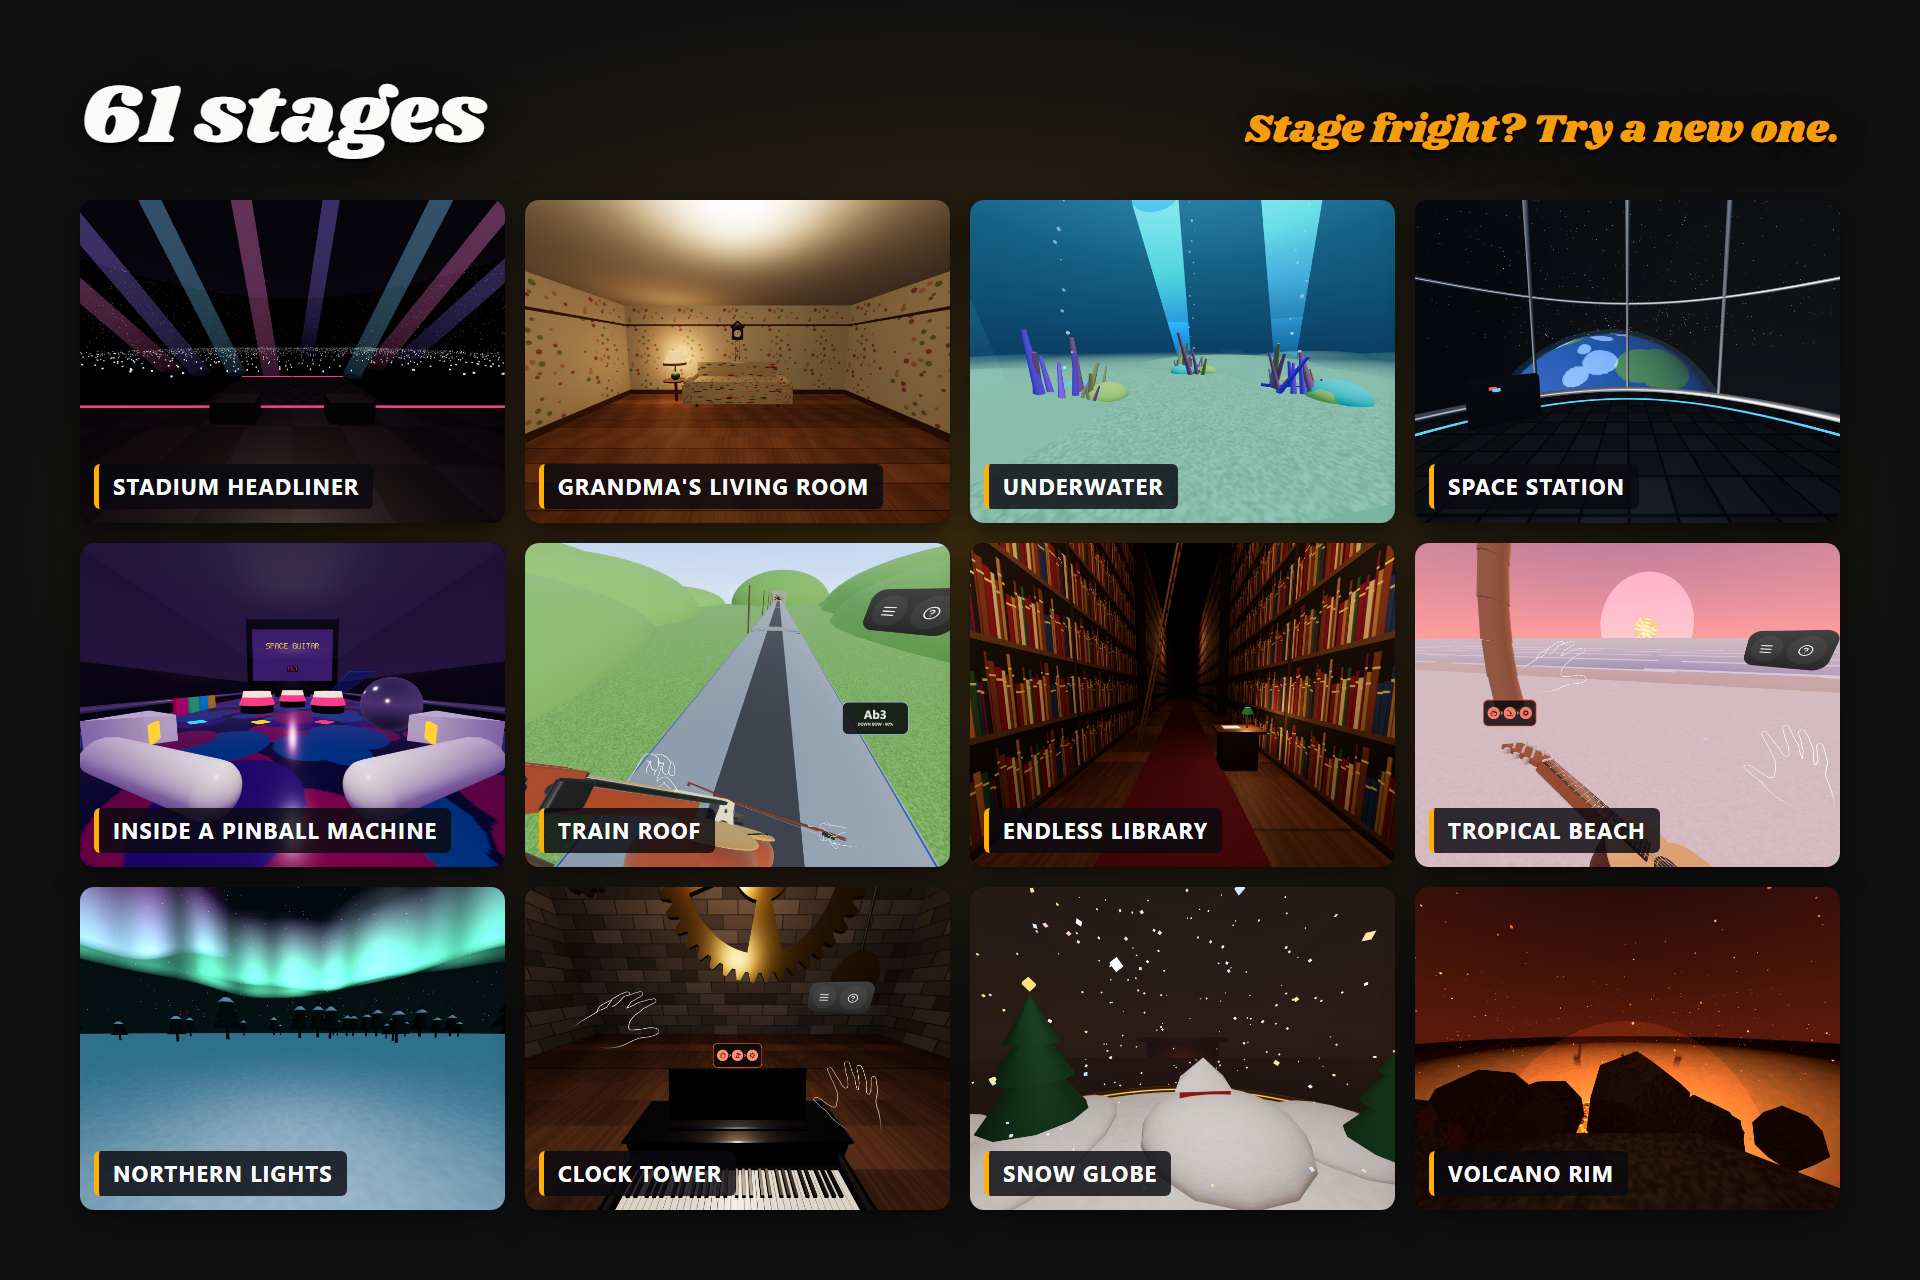 61 stages
Stage fright? Try a new one.
STADIUM HEADLINER
GRANDMA'S LIVING ROOM
UNDERWATER
SPACE STATION
SPACE GUITAR
INSIDE A PINBALL MACHINE
Ab3
TRAIN ROOF
ENDLESS LIBRARY
TROPICAL BEACH
NORTHERN LIGHTS
CLOCK TOWER
SNOW GLOBE
VOLCANO RIM